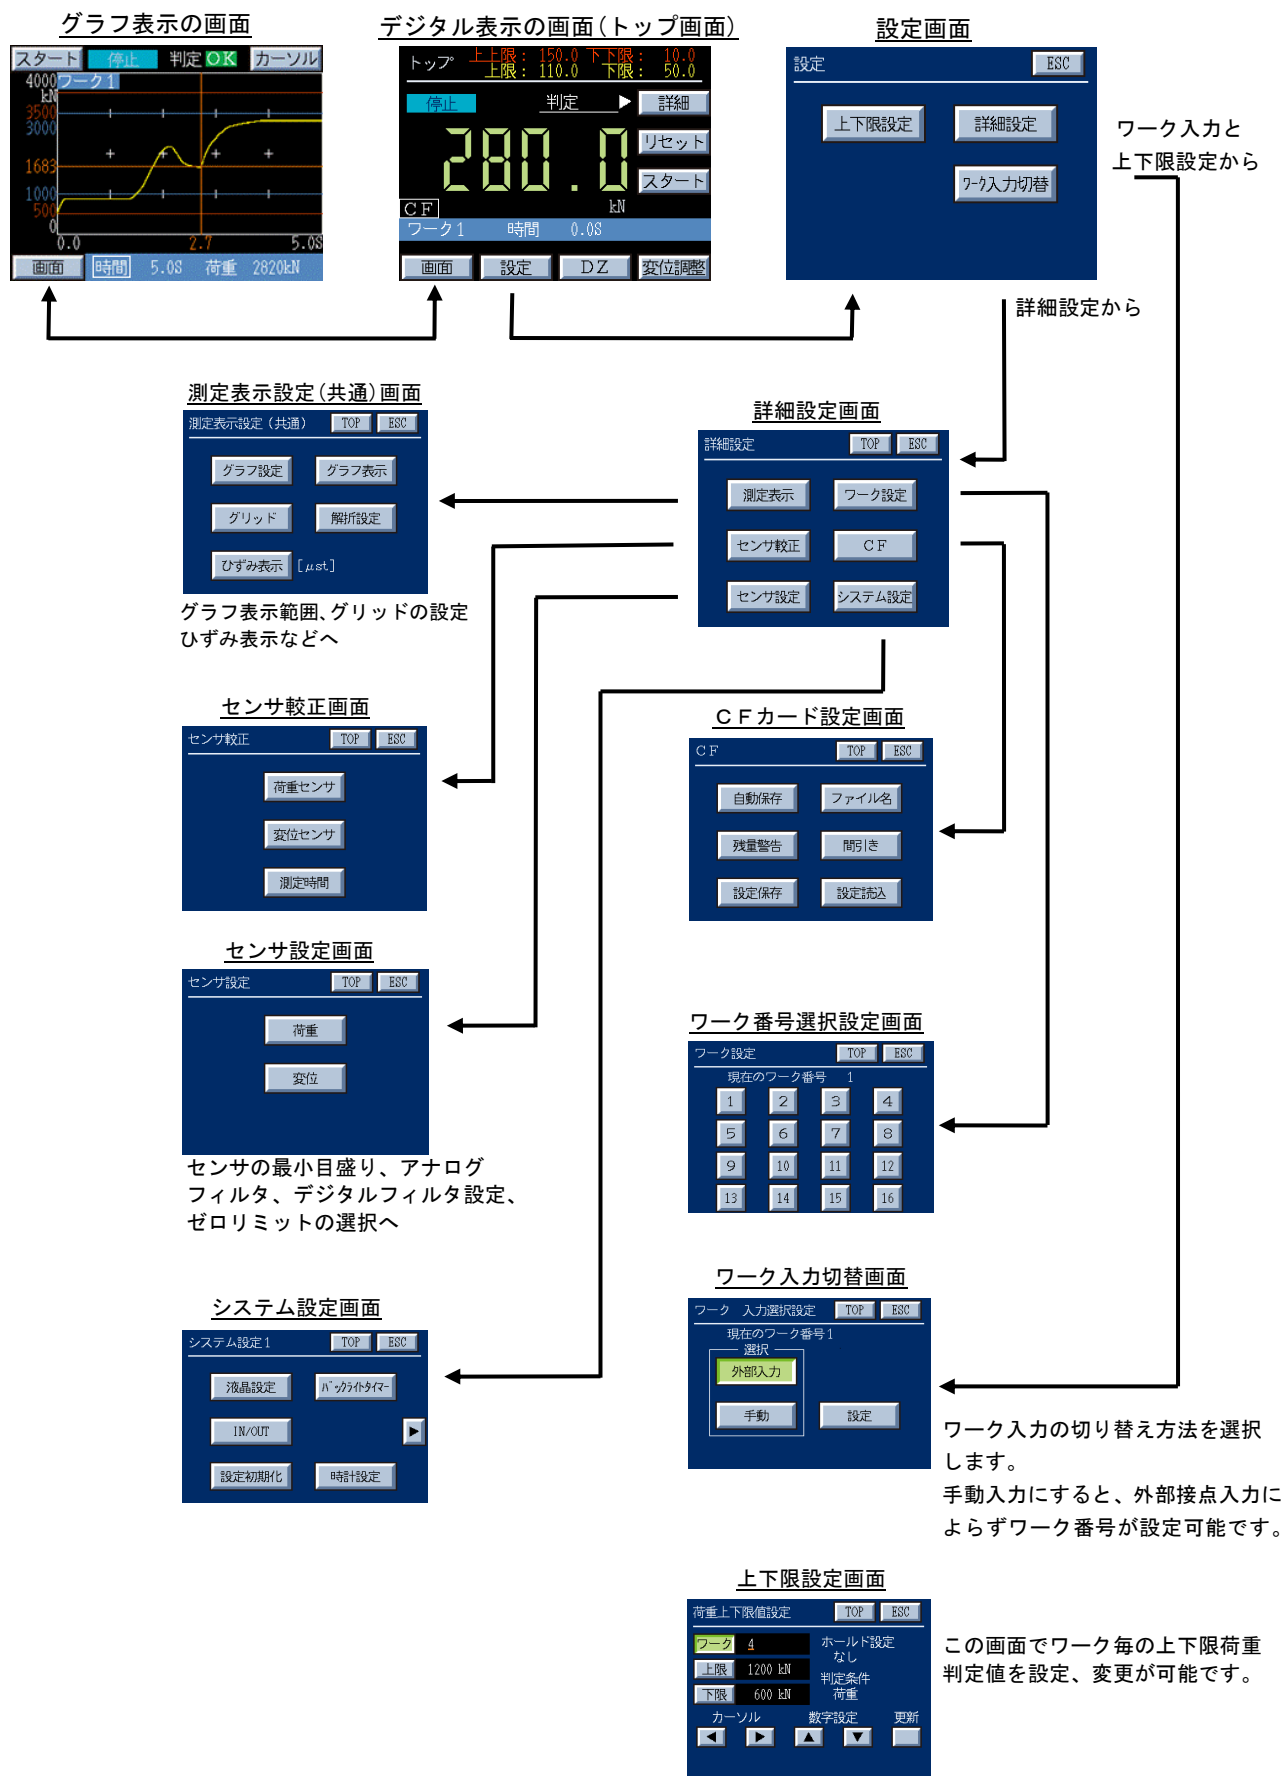 グラフ表示の画面
スタート 停止 判定 OK カーソル
4000 ワーク1
kN
3500
3000
1683
1000
500
0
0.0 2.7 5.0S
画面 時間 5.0S 荷重 2820kN
デジタル表示の画面(トップ画面)
トップ 上上限: 150.0 下下限: 10.0
上限: 110.0 下限: 50.0
停止 判定 ▶ 詳細
280.0
リセット
スタート
CF kN
ワーク1 時間 0.0S
画面 設定 DZ 変位調整
設定画面
設定 ESC
上下限設定 詳細設定
ワーク入力切替
ワーク入力と
上下限設定から
詳細設定から
測定表示設定(共通)画面
測定表示設定(共通) TOP ESC
グラフ設定 グラフ表示
グリッド 解析設定
ひずみ表示 [μst]
グラフ表示範囲、グリッドの設定
ひずみ表示などへ
詳細設定画面
詳細設定 TOP ESC
測定表示 ワーク設定
センサ較正 CF
センサ設定 システム設定
センサ較正画面
センサ較正 TOP ESC
荷重センサ
変位センサ
測定時間
CFカード設定画面
CF TOP ESC
自動保存 ファイル名
残量警告 間引き
設定保存 設定読込
センサ設定画面
センサ設定 TOP ESC
荷重
変位
センサの最小目盛り、アナログ
フィルタ、デジタルフィルタ設定、
ゼロリミットの選択へ
ワーク番号選択設定画面
ワーク設定 TOP ESC
現在のワーク番号 1
1 2 3 4
5 6 7 8
9 10 11 12
13 14 15 16
システム設定画面
システム設定1 TOP ESC
液晶設定 バックライトタイマー
IN/OUT ▶
設定初期化 時計設定
ワーク入力切替画面
ワーク 入力選択設定 TOP ESC
現在のワーク番号1
選択
外部入力
手動 設定
ワーク入力の切り替え方法を選択
します。
手動入力にすると、外部接点入力に
よらずワーク番号が設定可能です。
上下限設定画面
荷重上下限値設定 TOP ESC
ワーク 4 ホールド設定
なし
上限 1200 kN
判定条件
下限 600 kN 荷重
カーソル 数字設定 更新
◀ ▶ ▲ ▼
この画面でワーク毎の上下限荷重
判定値を設定、変更が可能です。